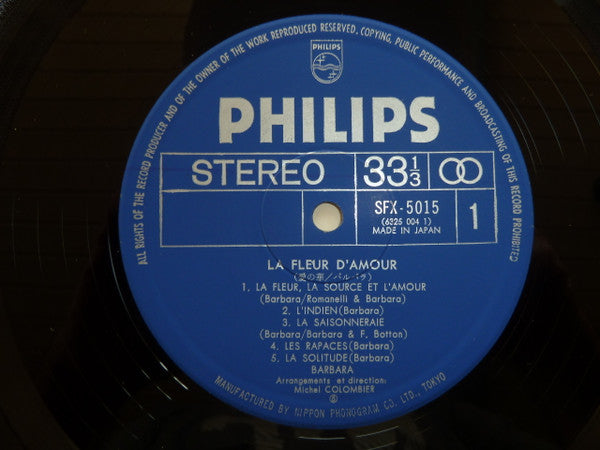 ALL RIGHTS OF THE RECORD PRODUCER AND OF THE OWNER OF THE WORK REPRODUCED RESERVED. COPYING, PUBLIC PERFORMANCE AND BROADCASTING OF THIS RECORD PROHIBITED
PHILIPS
PHILIPS
STEREO 33 1/3
SFX-5015 1
(6325 004 1)
MADE IN JAPAN
LA FLEUR D'AMOUR
(愛の華/バルバラ)
1. LA FLEUR, LA SOURCE ET L'AMOUR
(Barbara/Romanelli & Barbara)
2. L'INDIEN(Barbara)
3. LA SAISONNERAIE
(Barbara/Barbara & F. Botton)
4. LES RAPACES(Barbara)
5. LA SOLITUDE(Barbara)
BARBARA
Arrangements et direction:
Michel COLOMBIER
MANUFACTURED BY NIPPON PHONOGRAM CO. LTD., TOKYO